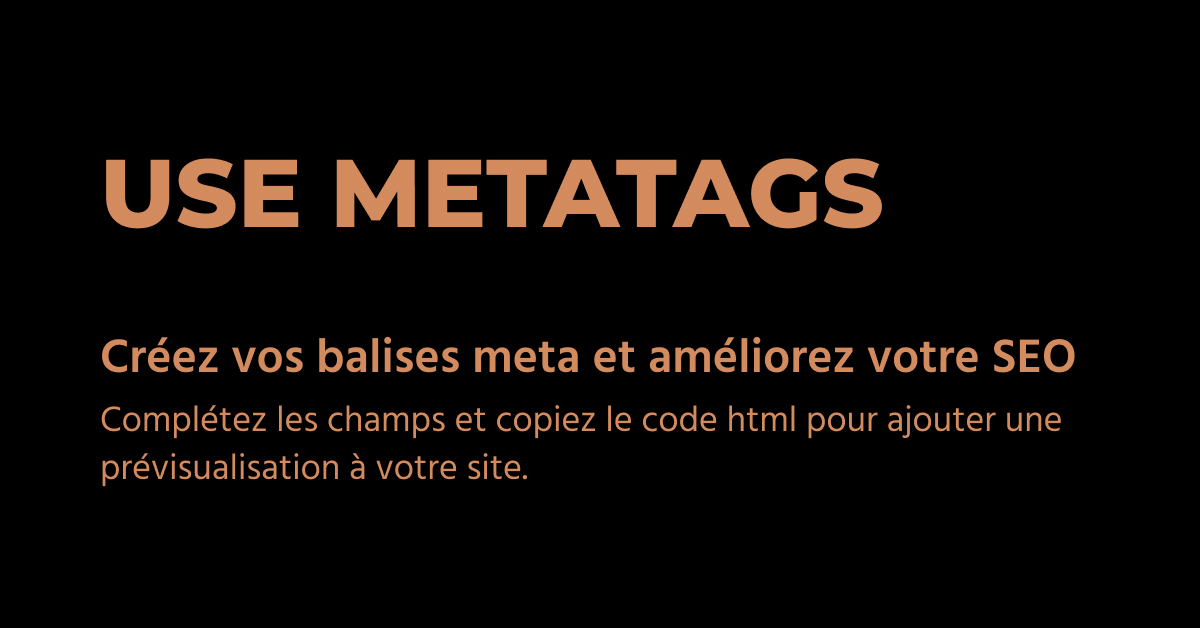 USE METATAGS
Créez vos balises meta et améliorez votre SEO
Complétez les champs et copiez le code html pour ajouter une
prévisualisation à votre site.